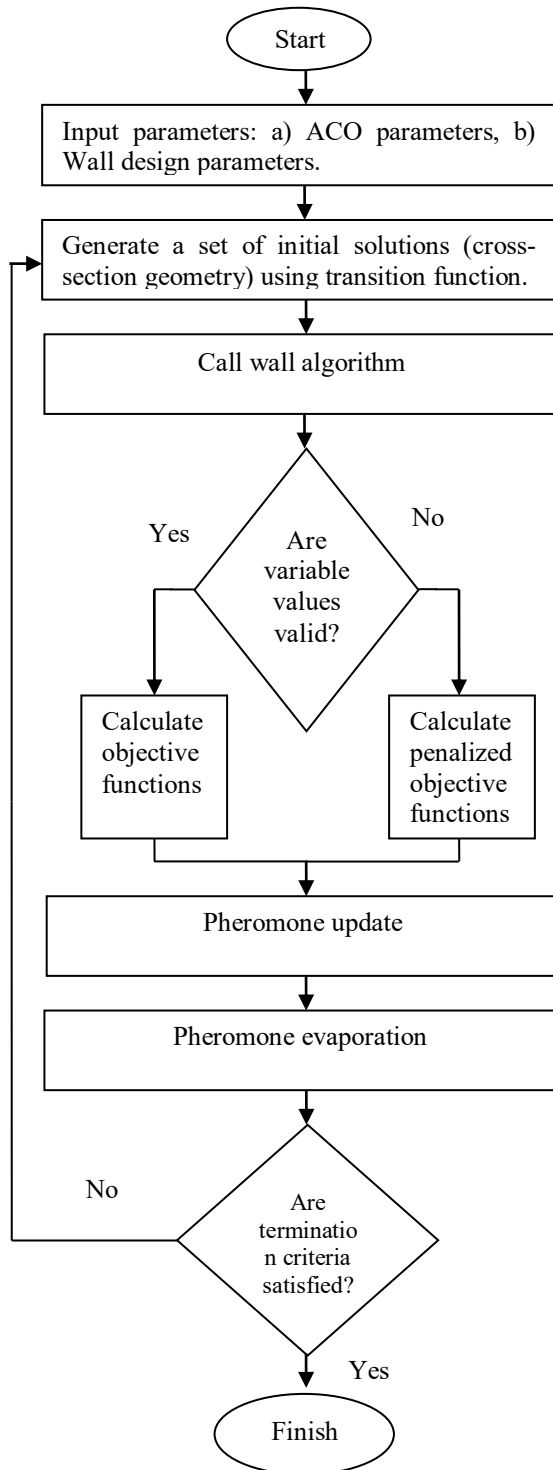 Start
Input parameters: a) ACO parameters, b)
Wall design parameters.
Generate a set of initial solutions (cross-
section geometry) using transition function.
Call wall algorithm
Yes
No
Are
variable
values
valid?
Calculate
objective
functions
Calculate
penalized
objective
functions
Pheromone update
Pheromone evaporation
No
Are
terminatio
n criteria
satisfied?
Yes
Finish